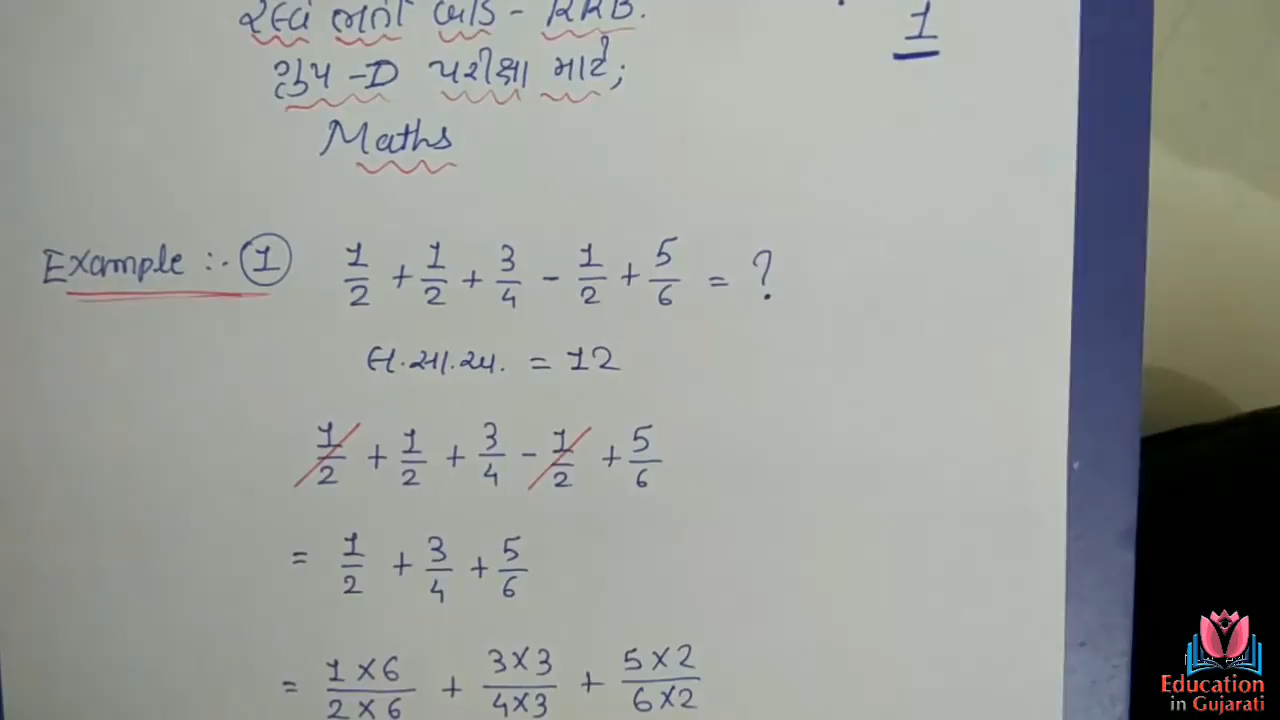 રેલ્વે ભરતી બોર્ડ - RRB.
1
ગ્રુપ -D પરીક્ષા માટે;
Maths
Example :- 1 1/2 + 1/2 + 3/4 - 1/2 + 5/6 = ?
લ.સા.અ. = 12
1/2 + 1/2 + 3/4 - 1/2 + 5/6
= 1/2 + 3/4 + 5/6
= 1×6/2×6 + 3×3/4×3 + 5×2/6×2
Education
in Gujarati